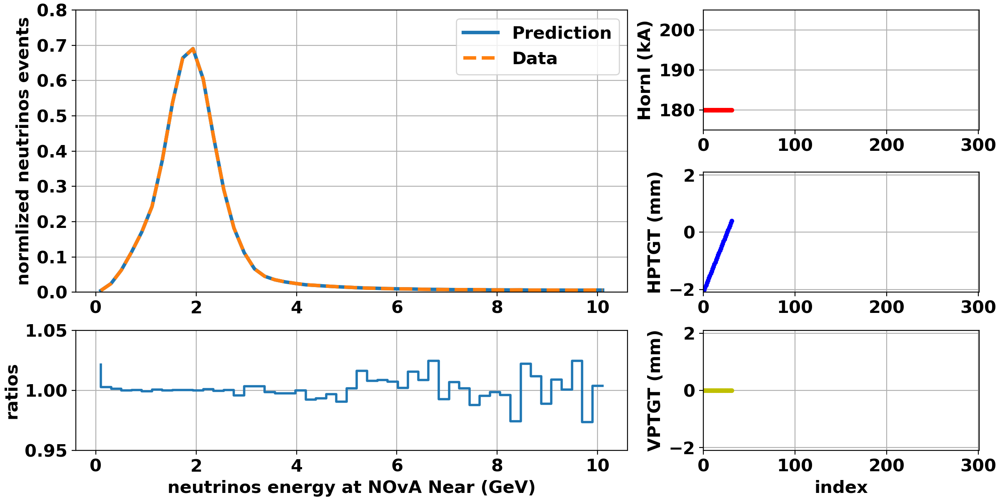 normlized neutrinos events
0.8
0.7
0.6
0.5
0.4
0.3
0.2
0.1
0.0
0 2 4 6 8 10
Prediction
Data
ratios
1.05
1.00
0.95
0 2 4 6 8 10
neutrinos energy at NOvA Near (GeV)
HornI (kA)
200
190
180
0 100 200 300
HPTGT (mm)
2
0
−2
0 100 200 300
VPTGT (mm)
2
0
−2
0 100 200 300
index